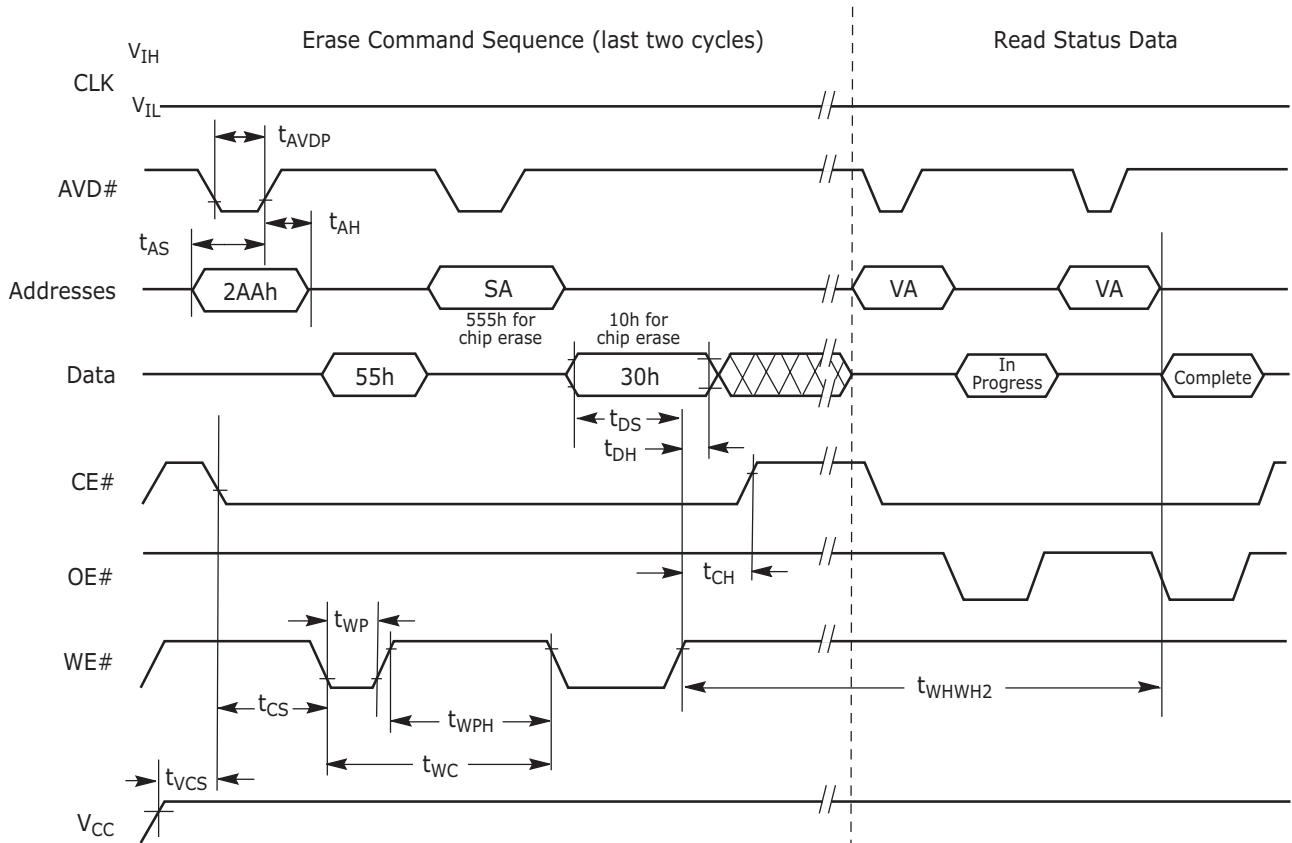 Erase Command Sequence (last two cycles)
Read Status Data
VIH
CLK
VIL
tAVDP
AVD#
tAH
tAS
Addresses
2AAh
SA
VA
VA
555h for
chip erase
10h for
chip erase
Data
55h
30h
In
Progress
Complete
tDS
tDH
CE#
OE#
tCH
tWP
WE#
tWHWH2
tCS
tWPH
tWC
tVCS
VCC